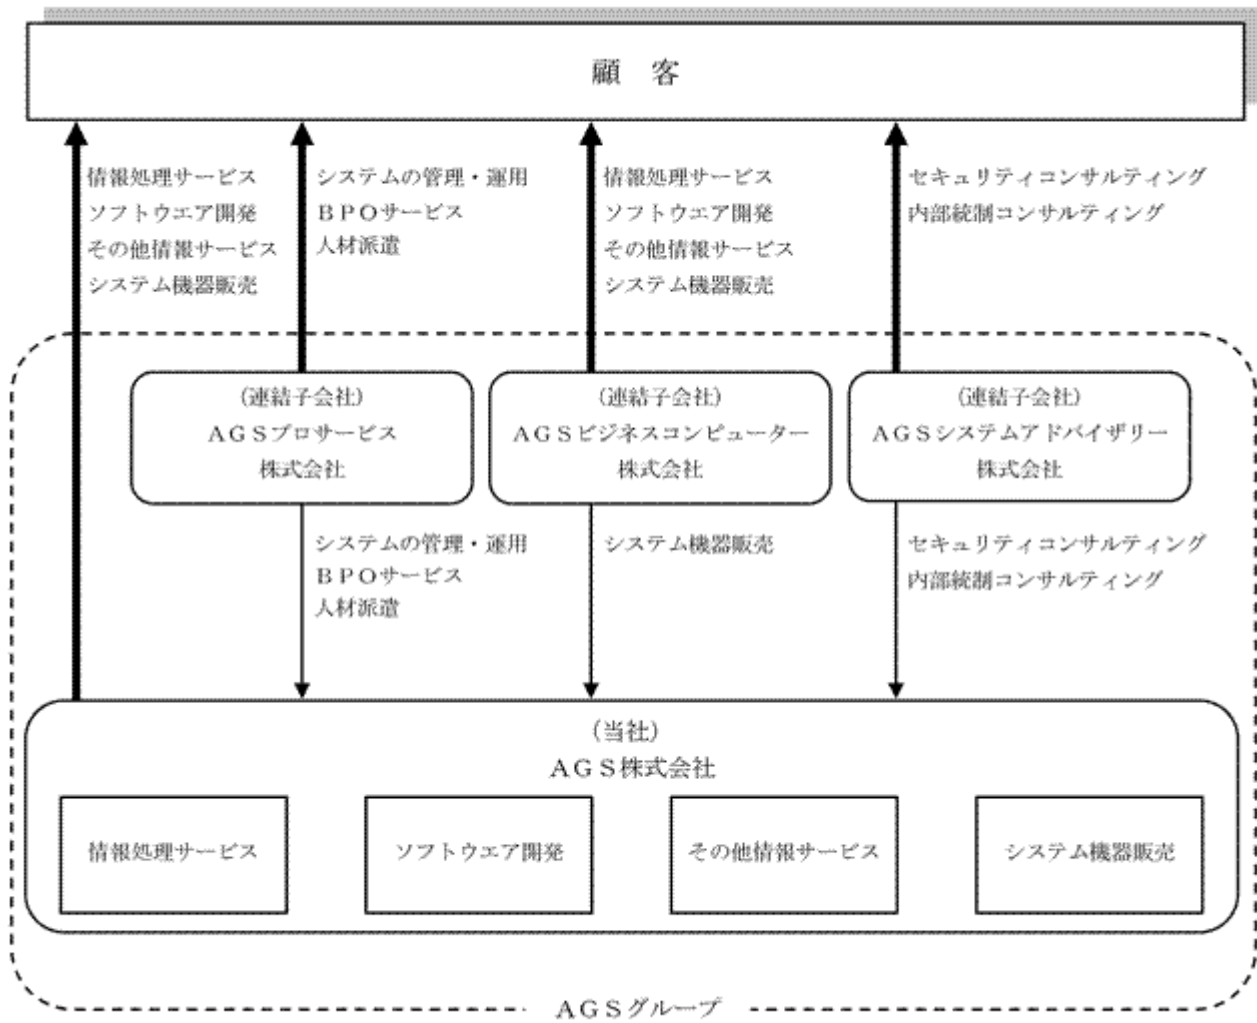 顧　客
情報処理サービス
ソフトウエア開発
その他情報サービス
システム機器販売
システムの管理・運用
ＢＰＯサービス
人材派遣
情報処理サービス
ソフトウエア開発
その他情報サービス
システム機器販売
セキュリティコンサルティング
内部統制コンサルティング
（連結子会社）
ＡＧＳプロサービス
株式会社
（連結子会社）
ＡＧＳビジネスコンピューター
株式会社
（連結子会社）
ＡＧＳシステムアドバイザリー
株式会社
システムの管理・運用
ＢＰＯサービス
人材派遣
システム機器販売
セキュリティコンサルティング
内部統制コンサルティング
（当社）
ＡＧＳ株式会社
情報処理サービス
ソフトウエア開発
その他情報サービス
システム機器販売
ＡＧＳグループ